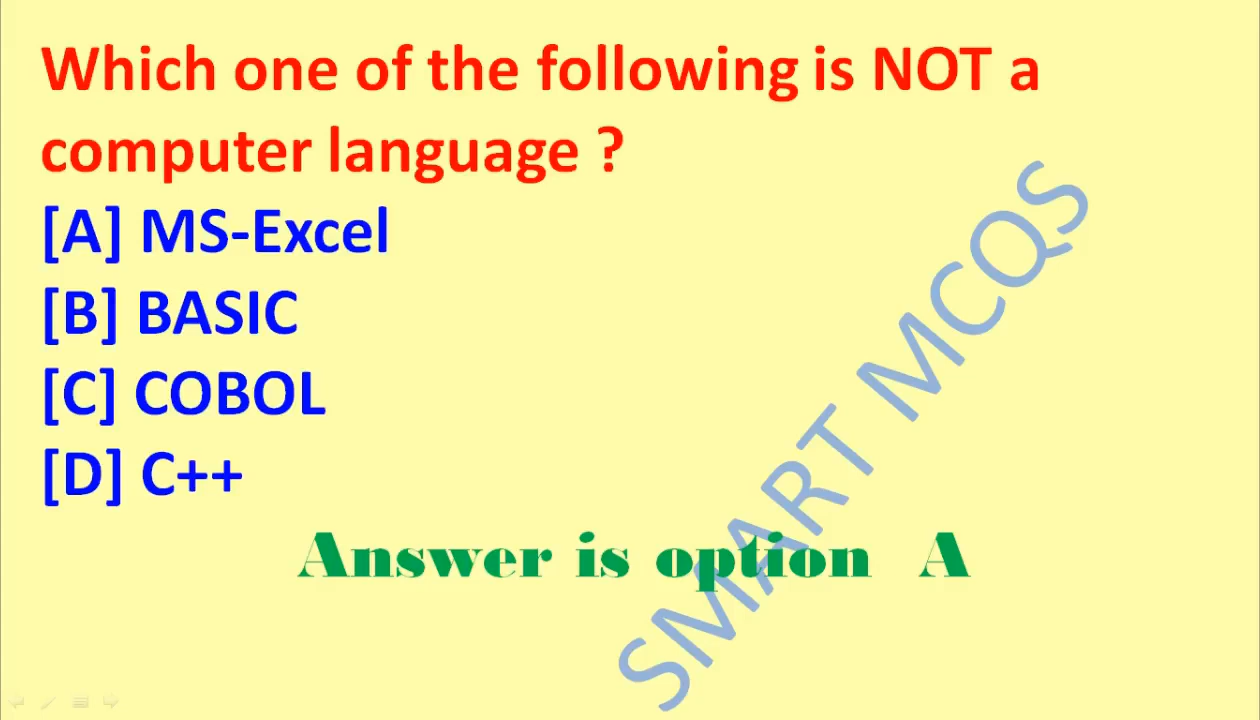 Which one of the following is NOT a
computer language ?
[A] MS-Excel
[B] BASIC
[C] COBOL
[D] C++
Answer is option A
SMART MCQS